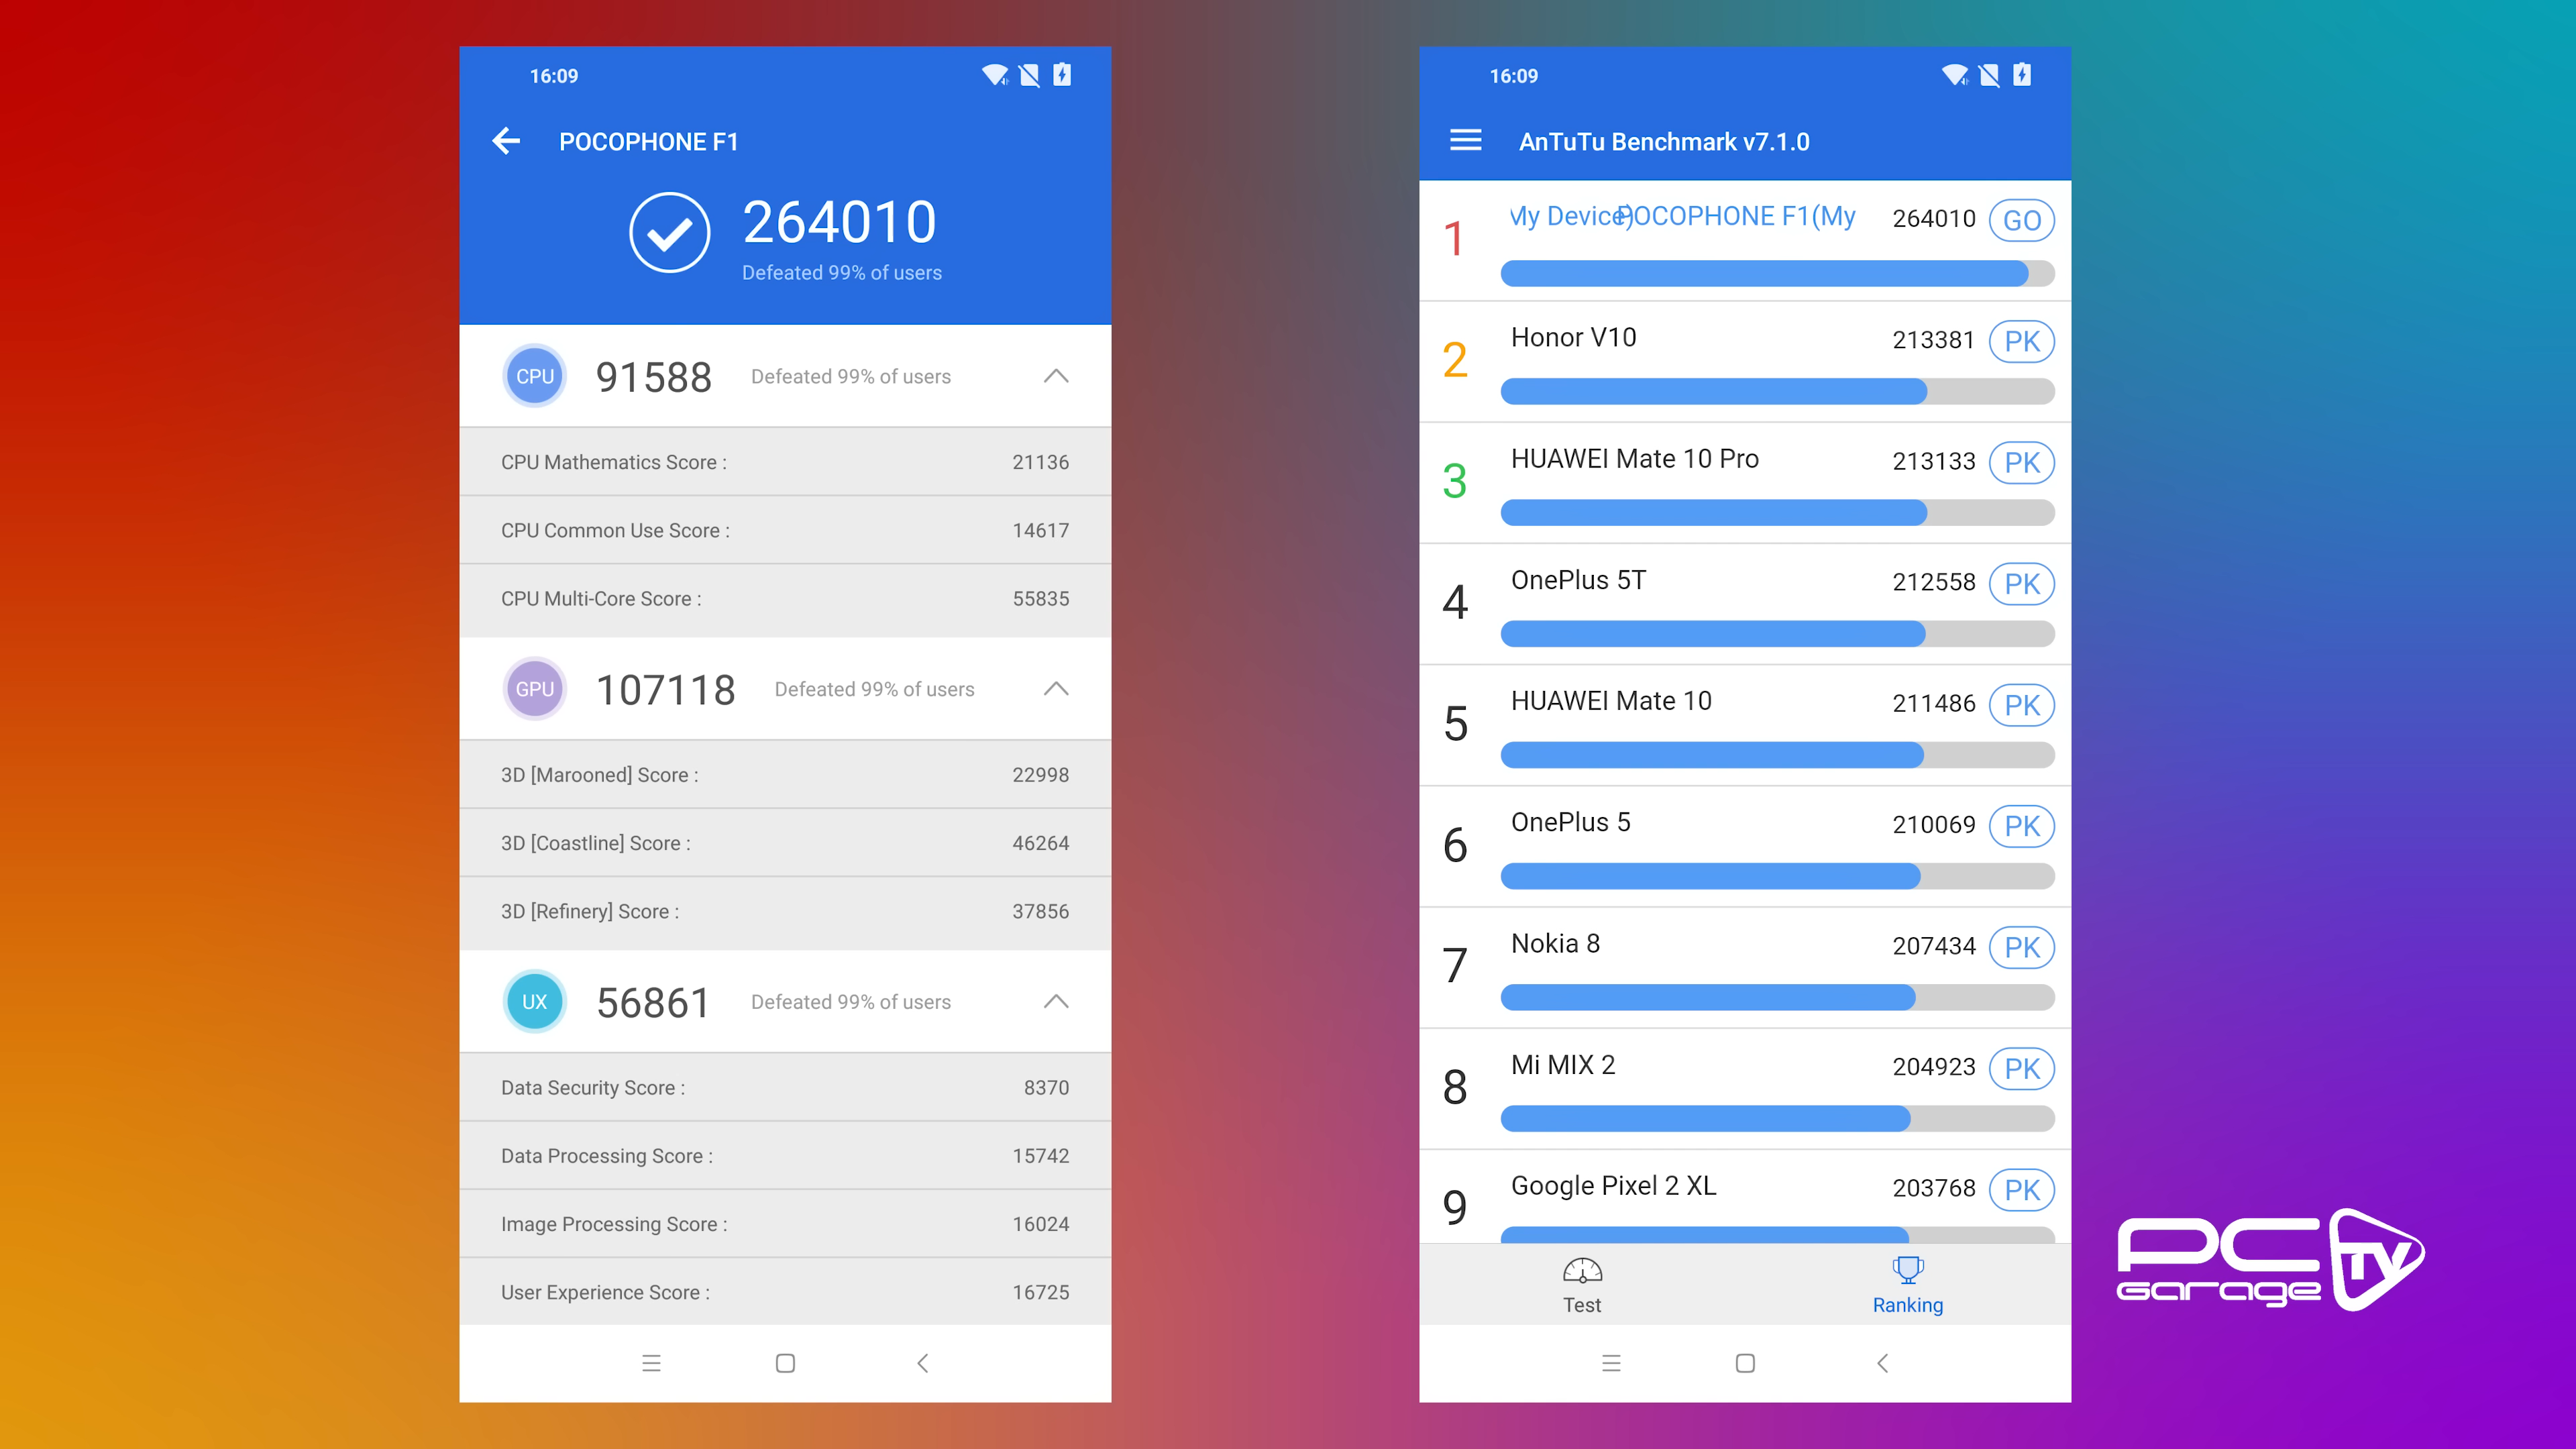 16:09
POCOPHONE F1
264010
Defeated 99% of users
CPU 91588 Defeated 99% of users
CPU Mathematics Score : 21136
CPU Common Use Score : 14617
CPU Multi-Core Score : 55835
GPU 107118 Defeated 99% of users
3D [Marooned] Score : 22998
3D [Coastline] Score : 46264
3D [Refinery] Score : 37856
UX 56861 Defeated 99% of users
Data Security Score : 8370
Data Processing Score : 15742
Image Processing Score : 16024
User Experience Score : 16725
16:09
AnTuTu Benchmark v7.1.0
1 My Device) POCOPHONE F1(My 264010 GO
2 Honor V10 213381 PK
3 HUAWEI Mate 10 Pro 213133 PK
4 OnePlus 5T 212558 PK
5 HUAWEI Mate 10 211486 PK
6 OnePlus 5 210069 PK
7 Nokia 8 207434 PK
8 Mi MIX 2 204923 PK
9 Google Pixel 2 XL 203768 PK
Test Ranking
PC
Garage
TV